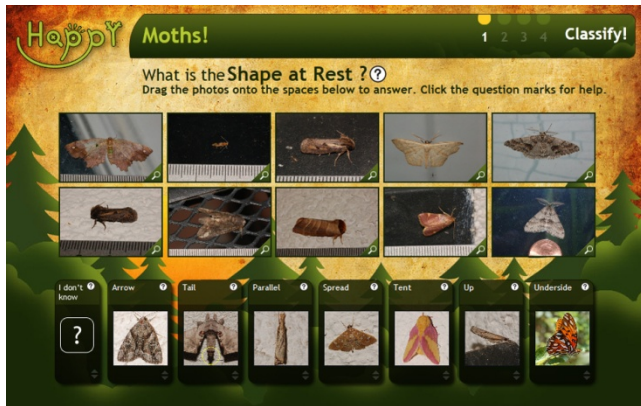 Happy
Moths!
1 2 3 4
Classify!
What is the Shape at Rest ? ?
Drag the photos onto the spaces below to answer. Click the question marks for help.
I don't know ?
Arrow ?
Tail ?
Parallel ?
Spread ?
Tent ?
Up ?
Underside ?
?